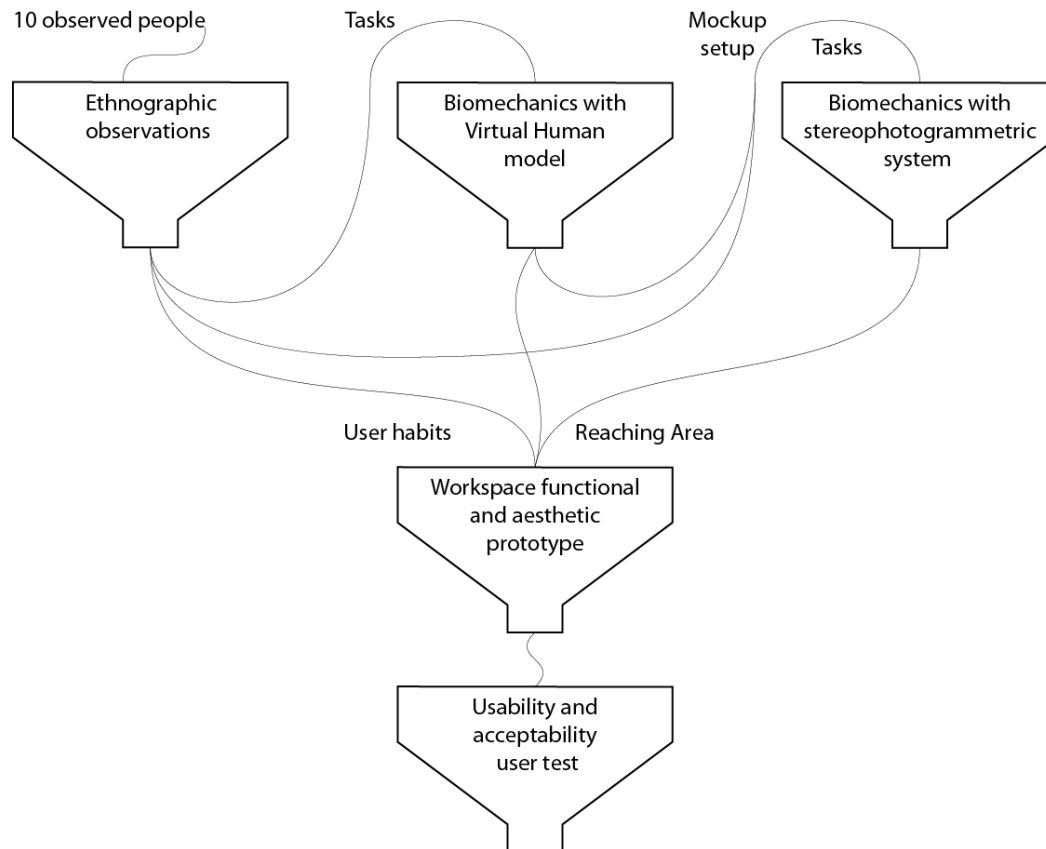 10 observed people
Tasks
Mockup
setup
Tasks
Ethnographic
observations
Biomechanics with
Virtual Human
model
Biomechanics with
stereophotogrammetric
system
User habits
Reaching Area
Workspace functional
and aesthetic
prototype
Usability and
acceptability
user test